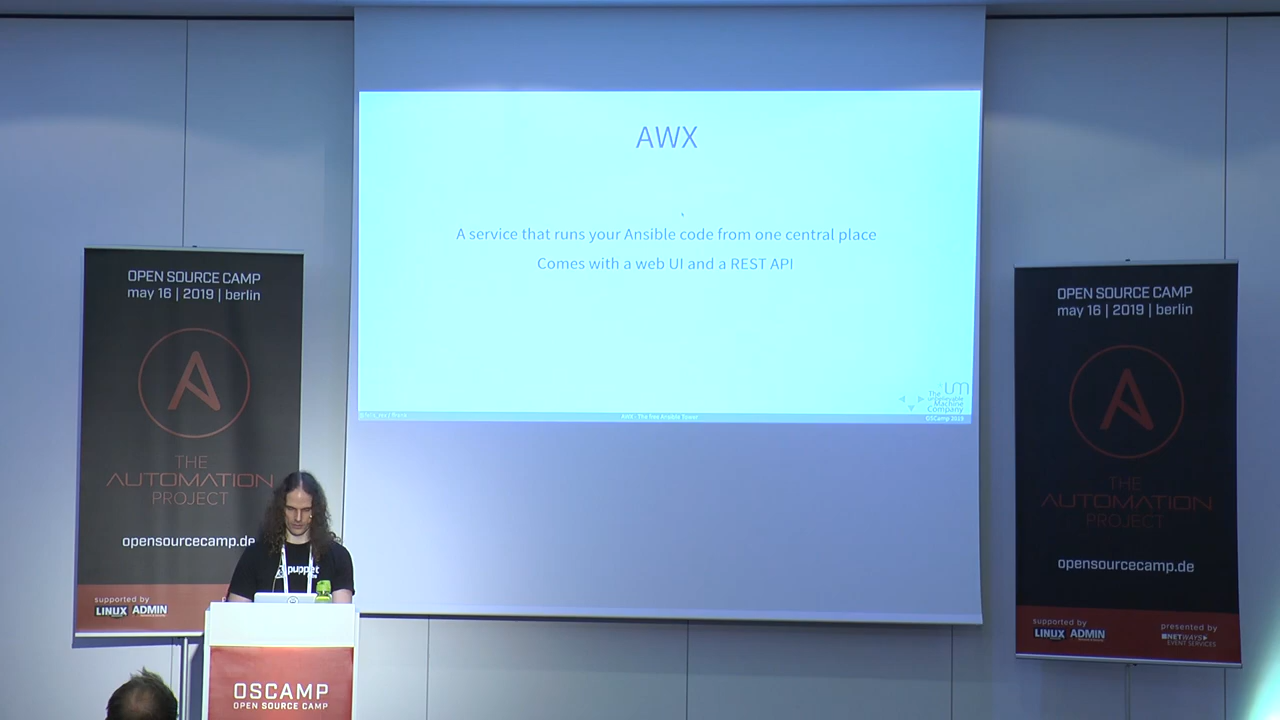 AWX
A service that runs your Ansible code from one central place
Comes with a web UI and a REST API
The
unbelievable
Machine
Company
AWX - The free Ansible Tower
OSCamp 2019
OPEN SOURCE CAMP
may 16 | 2019 | berlin
THE
AUTOMATION
PROJECT
opensourcecamp.de
supported by
LINUX ADMIN
puppet
OSCAMP
OPEN SOURCE CAMP
OPEN SOURCE CAMP
may 16 | 2019 | berlin
THE
AUTOMATION
PROJECT
opensourcecamp.de
supported by
LINUX ADMIN
presented by
NETWAYS
EVENT SERVICES